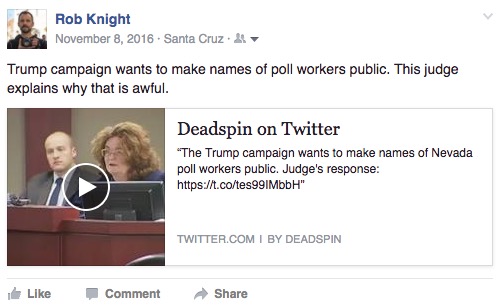 Rob Knight
November 8, 2016 · Santa Cruz ·
Trump campaign wants to make names of poll workers public. This judge
explains why that is awful.
Deadspin on Twitter
“The Trump campaign wants to make names of Nevada
poll workers public. Judge's response:
https://t.co/tes99IMbbH”
TWITTER.COM | BY DEADSPIN
Like Comment Share